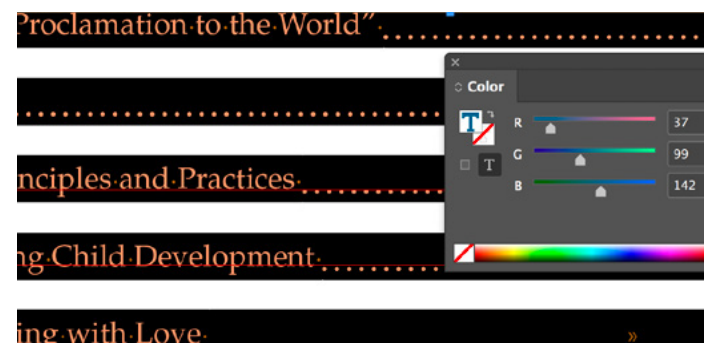 Proclamation to the World” ............................
Color
R 37
................................
G 99
nciples and Practices ..........
B 142
ng Child Development ..........
ing with Love »